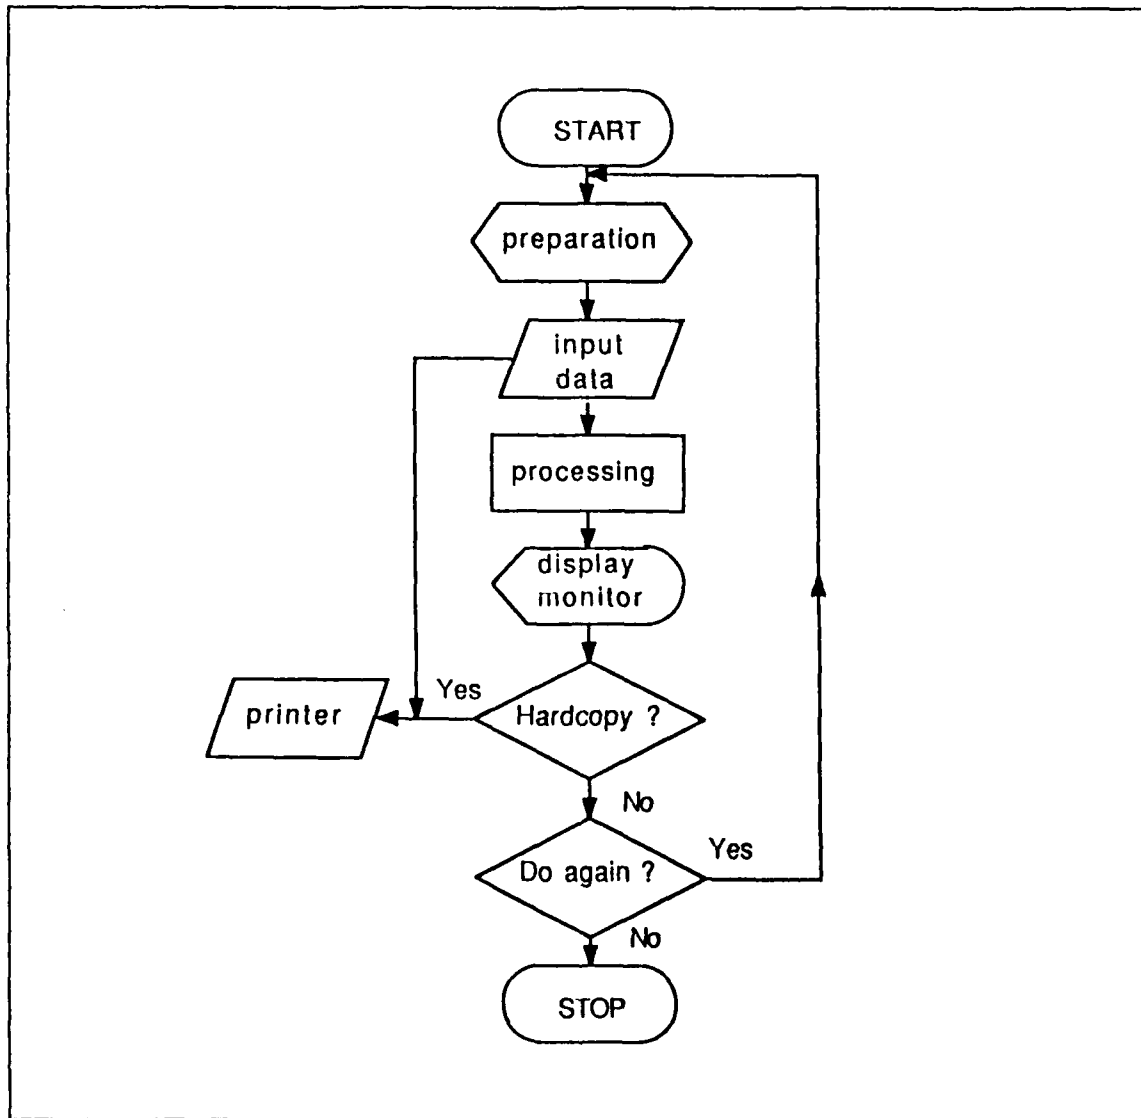 START
preparation
input
data
processing
display
monitor
Yes
printer
Hardcopy ?
No
Do again ?
Yes
No
STOP